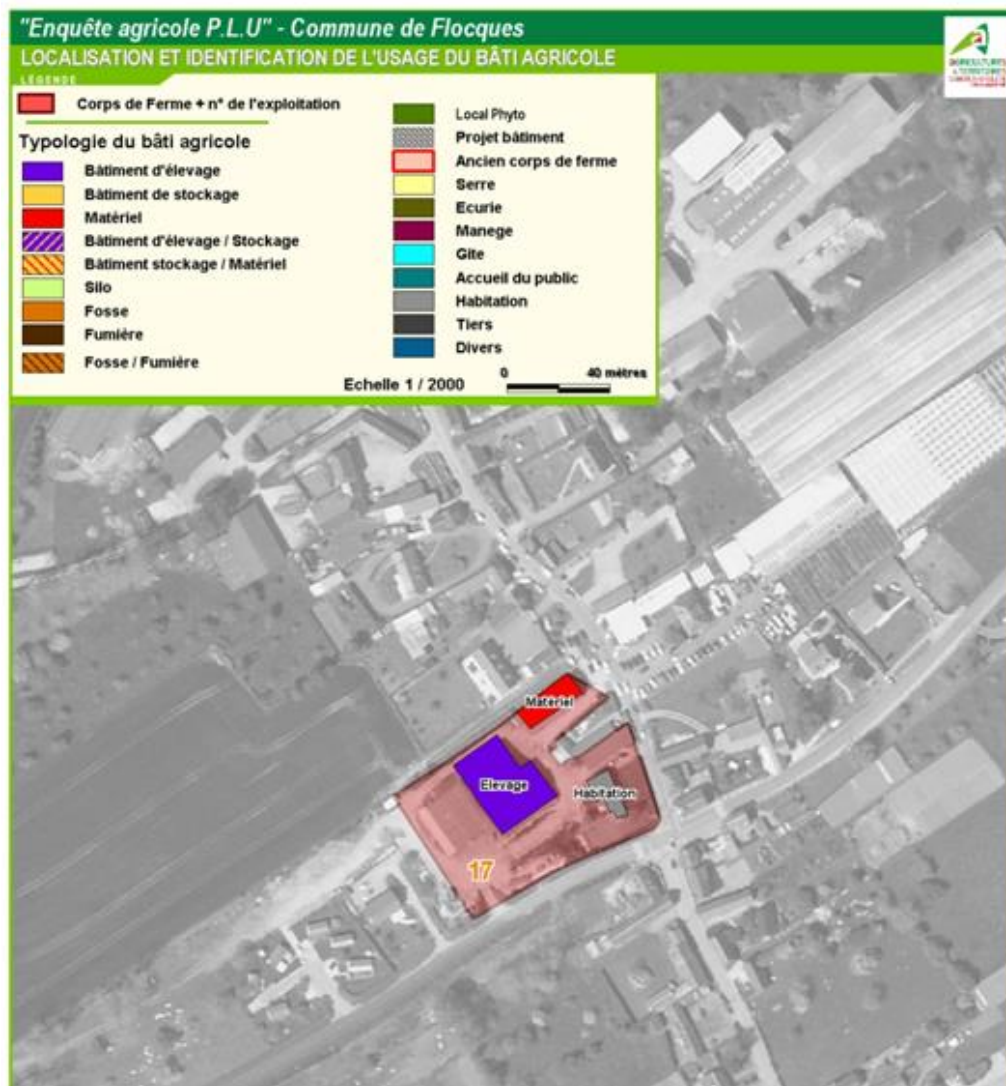 "Enquête agricole P.L.U" - Commune de Flocques
LOCALISATION ET IDENTIFICATION DE L'USAGE DU BÂTI AGRICOLE
LÉGENDE
Corps de Ferme + n° de l'exploitation
Typologie du bâti agricole
Bâtiment d'élevage
Bâtiment de stockage
Matériel
Bâtiment d'élevage / Stockage
Bâtiment stockage / Matériel
Silo
Fosse
Fumière
Fosse / Fumière
Local Phyto
Projet bâtiment
Ancien corps de ferme
Serre
Ecurie
Manege
Gîte
Accueil du public
Habitation
Tiers
Divers
Echelle 1 / 2000
0 40 mètres
AGRICULTURES
& TERRITOIRES
Matériel
Elevage
Habitation
17